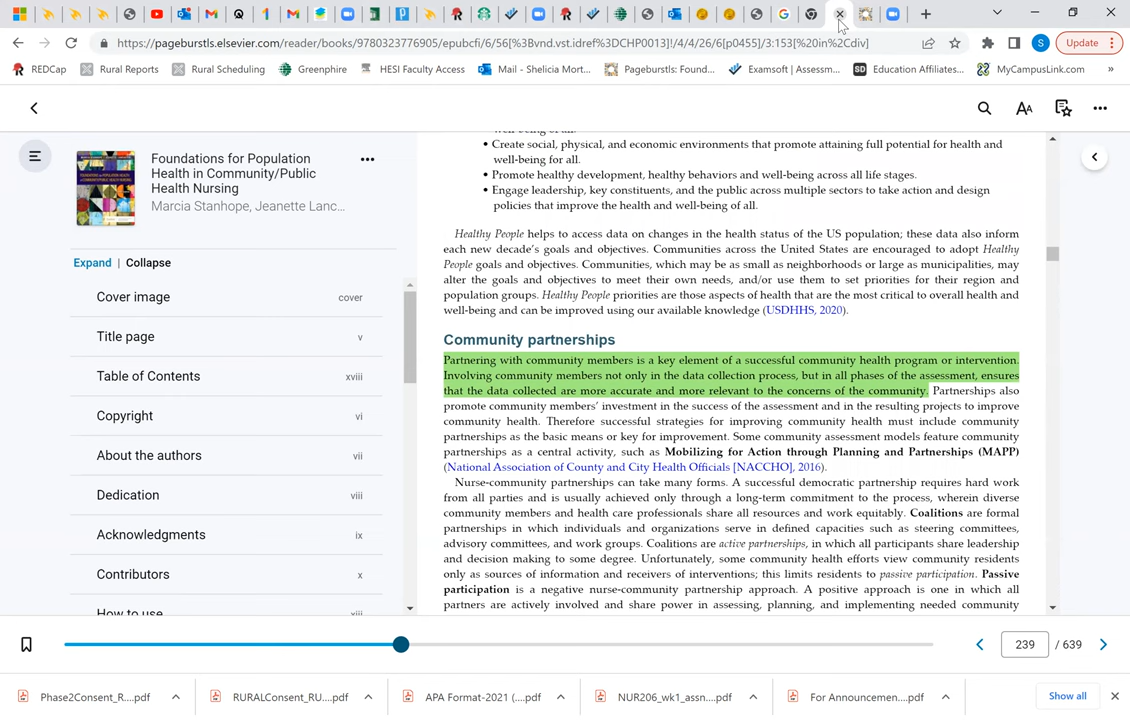 https://pageburstls.elsevier.com/reader/books/9780323776905/epubcfi/6/56[%3Bvnd.vst.idref%3DCHP0013]!/4/4/26/6[p0455]/3:153[%20in%2Cdiv]
S
Update
REDCap
Rural Reports
Rural Scheduling
Greenphire
HESI Faculty Access
Mail - Shelicia Mort...
Pageburstls: Found...
Examsoft | Assessm...
SD Education Affiliates...
MyCampusLink.com
»
AA
Foundations for Population
Health in Community/Public
Health Nursing
Marcia Stanhope, Jeanette Lanc...
Expand | Collapse
Cover image cover
Title page v
Table of Contents xviii
Copyright vi
About the authors vii
Dedication viii
Acknowledgments ix
Contributors x
How to use xiii
well-being of all.
• Create social, physical, and economic environments that promote attaining full potential for health and
well-being for all.
• Promote healthy development, healthy behaviors and well-being across all life stages.
• Engage leadership, key constituents, and the public across multiple sectors to take action and design
policies that improve the health and well-being of all.
Healthy People helps to access data on changes in the health status of the US population; these data also inform
each new decade's goals and objectives. Communities across the United States are encouraged to adopt Healthy
People goals and objectives. Communities, which may be as small as neighborhoods or large as municipalities, may
alter the goals and objectives to meet their own needs, and/or use them to set priorities for their region and
population groups. Healthy People priorities are those aspects of health that are the most critical to overall health and
well-being and can be improved using our available knowledge (USDHHS, 2020).
Community partnerships
Partnering with community members is a key element of a successful community health program or intervention.
Involving community members not only in the data collection process, but in all phases of the assessment, ensures
that the data collected are more accurate and more relevant to the concerns of the community. Partnerships also
promote community members' investment in the success of the assessment and in the resulting projects to improve
community health. Therefore successful strategies for improving community health must include community
partnerships as the basic means or key for improvement. Some community assessment models feature community
partnerships as a central activity, such as Mobilizing for Action through Planning and Partnerships (MAPP)
(National Association of County and City Health Officials [NACCHO], 2016).
Nurse-community partnerships can take many forms. A successful democratic partnership requires hard work
from all parties and is usually achieved only through a long-term commitment to the process, wherein diverse
community members and health care professionals share all resources and work equitably. Coalitions are formal
partnerships in which individuals and organizations serve in defined capacities such as steering committees,
advisory committees, and work groups. Coalitions are active partnerships, in which all participants share leadership
and decision making to some degree. Unfortunately, some community health efforts view community residents
only as sources of information and receivers of interventions; this limits residents to passive participation. Passive
participation is a negative nurse-community partnership approach. A positive approach is one in which all
partners are actively involved and share power in assessing, planning, and implementing needed community
239 / 639
Phase2Consent_R....pdf
RURALConsent_RU....pdf
APA Format-2021 (....pdf
NUR206_wk1_assn....pdf
For Announcemen....pdf
Show all